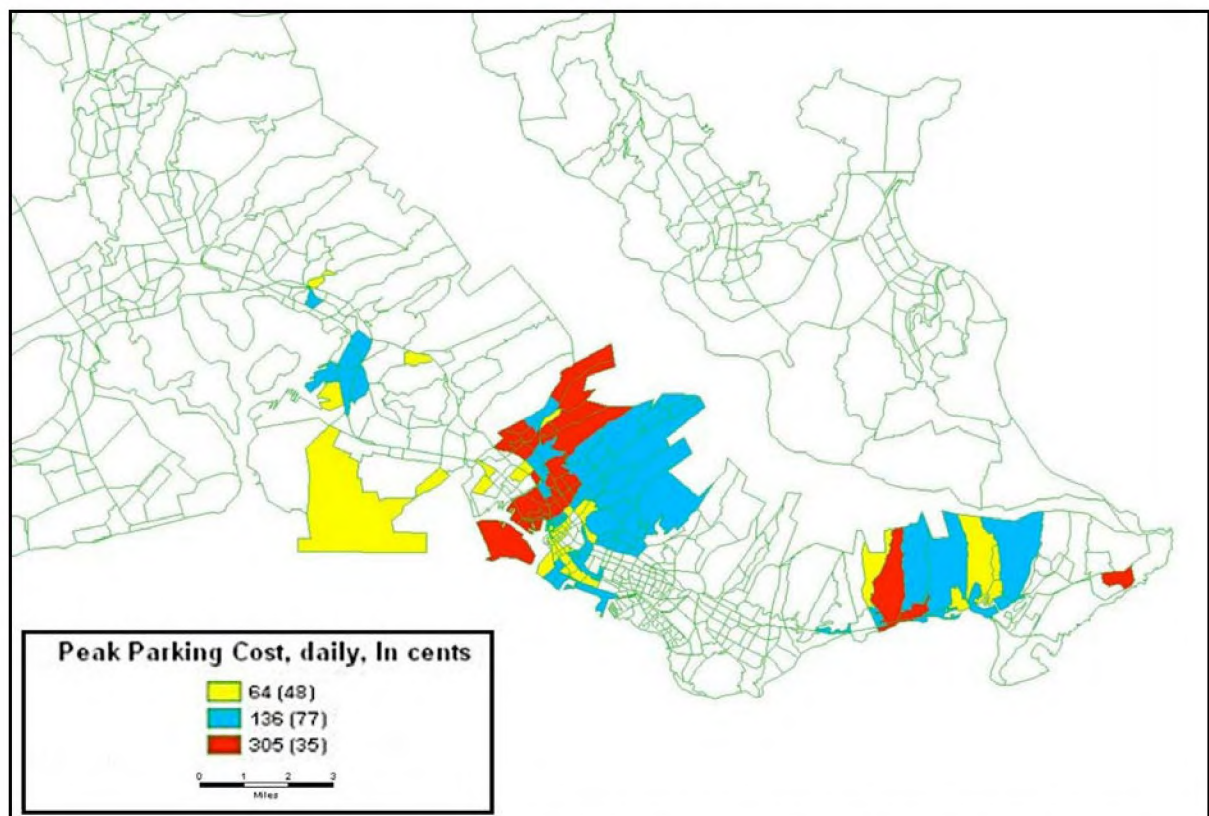 Peak Parking Cost, daily, In cents
64 (48)
136 (77)
305 (35)
0 1 2 3
Miles